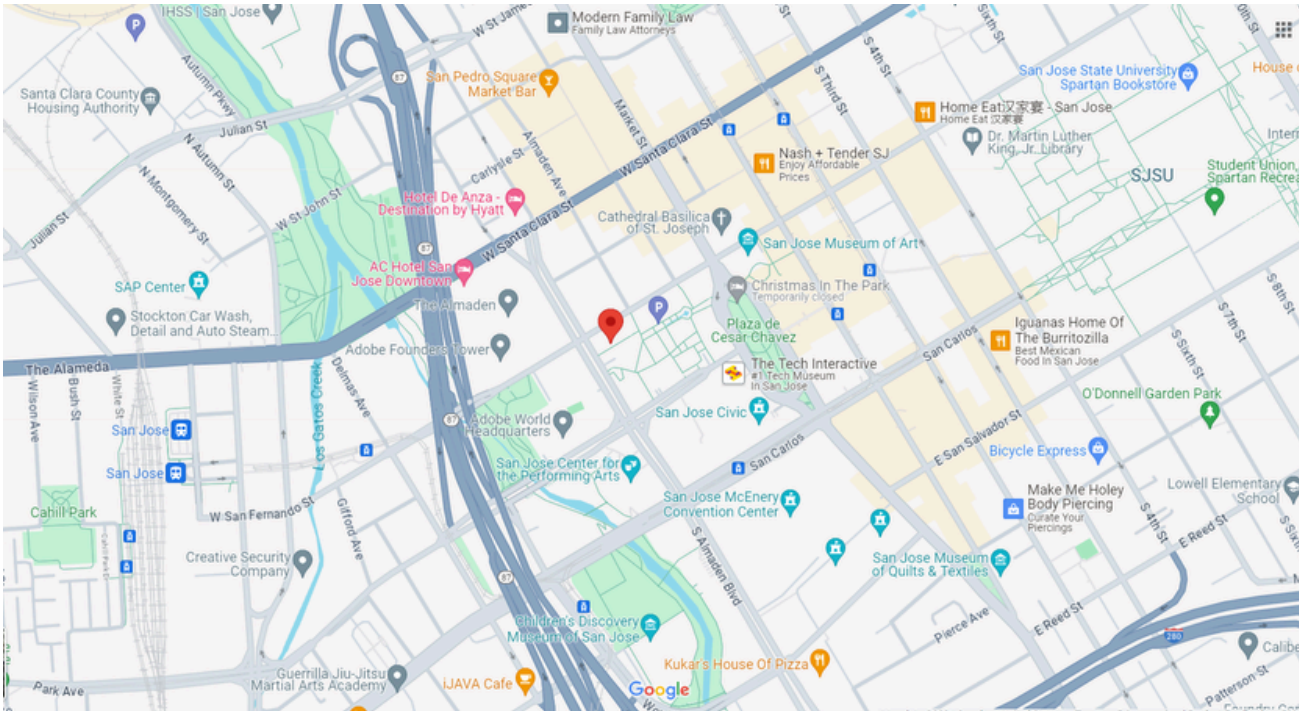 IHSS | San Jose
P
Modern Family Law
Family Law Attorneys
W St James
87
Sixth St
10th St
S 4th St
S Third St
San Pedro Square
Market Bar
San Jose State University
Spartan Bookstore
House
Autumn Pkwy
Santa Clara County
Housing Authority
Julian St
Market St
Home Eat汉家宴 - San Jose
Home Eat 汉家宴
Dr. Martin Luther
King, Jr. Library
Almaden Ave
W Santa Clara St
Carlysle St
N Autumn St
N Montgomery St
Nash + Tender SJ
Enjoy Affordable
Prices
SJSU
Student Union,
Spartan Recrea
Hotel De Anza -
Destination by Hyatt
Cathedral Basilica
of St. Joseph
W St John St
Julian St
87
W Santa Clara St
San Jose Museum of Art
AC Hotel San
Jose Downtown
SAP Center
Christmas In The Park
Temporarily closed
The Almaden
P
Stockton Car Wash,
Detail and Auto Steam...
Plaza de
Cesar Chavez
Iguanas Home Of
The Burritozilla
Best Mexican
Food In San Jose
San Carlos
S 8th St
S 7th St
S Sixth St
Adobe Founders Tower
The Alameda
The Tech Interactive
#1 Tech Museum
In San Jose
O'Donnell Garden Park
Wilson Ave
Bush St
White St
Delmas Ave
Los Gatos Creek
87
Adobe World
Headquarters
San Jose Civic
San Jose
San Jose
San Carlos
E San Salvador St
Bicycle Express
San Jose Center for
the Performing Arts
Cahill Park
W San Fernando St
Gifford Ave
San Jose McEnery
Convention Center
Make Me Holey
Body Piercing
Curate Your
Piercings
S 4th St
Lowell Elementary
School
E Reed St
Creative Security
Company
S Almaden Blvd
San Jose Museum
of Quilts & Textiles
87
Children's Discovery
Museum of San Jose
Pierce Ave
E Reed St
280
Guerrilla Jiu-Jitsu
Martial Arts Academy
Kukar's House Of Pizza
Park Ave
iJAVA Cafe
Google
Patterson St